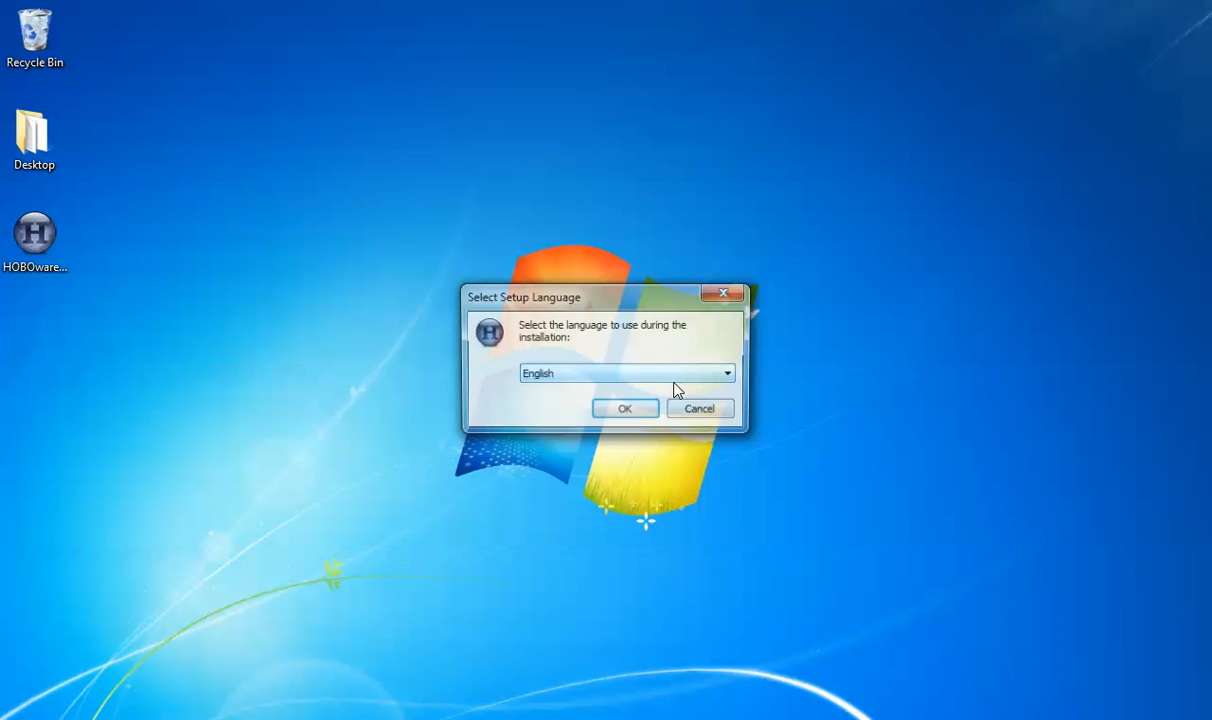 Recycle Bin
Desktop
HOBOware...
Select Setup Language
H
Select the language to use during the
installation:
English
OK
Cancel